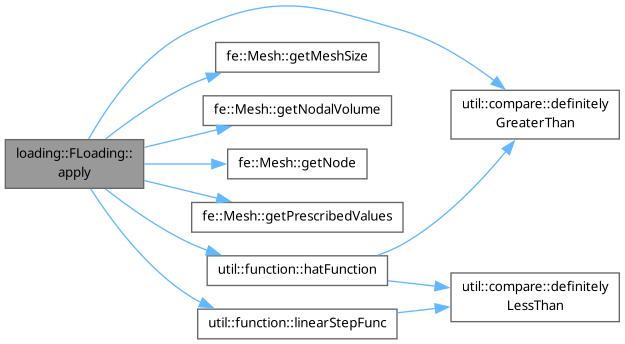 loading::FLoading::
apply
fe::Mesh::getMeshSize
fe::Mesh::getNodalVolume
fe::Mesh::getNode
fe::Mesh::getPrescribedValues
util::function::hatFunction
util::function::linearStepFunc
util::compare::definitely
GreaterThan
util::compare::definitely
LessThan